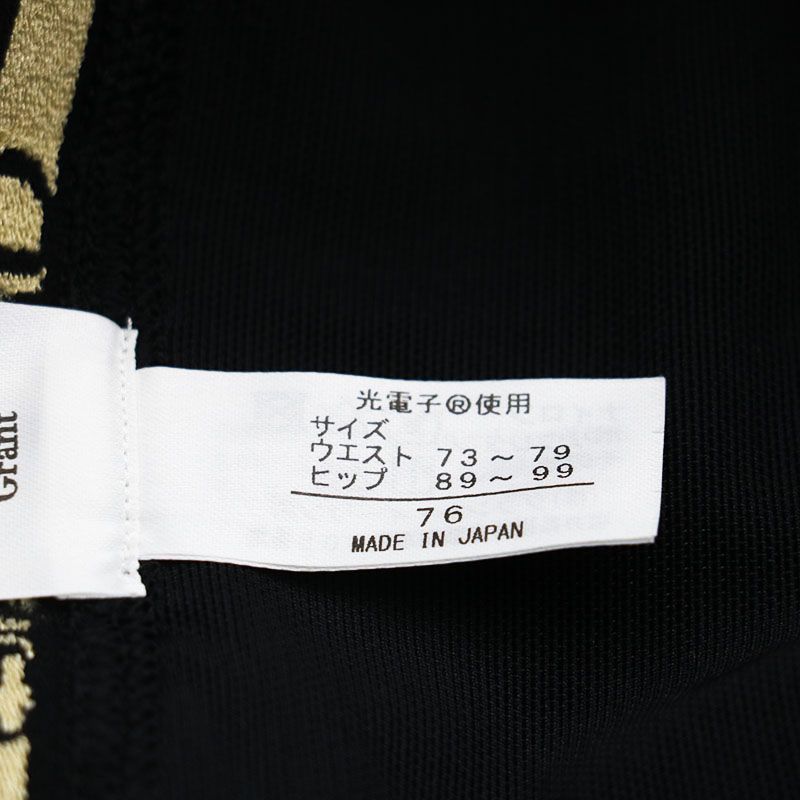 光電子®使用
サイズ
ウエスト 73～79
ヒップ 89～99
76
MADE IN JAPAN
Grant